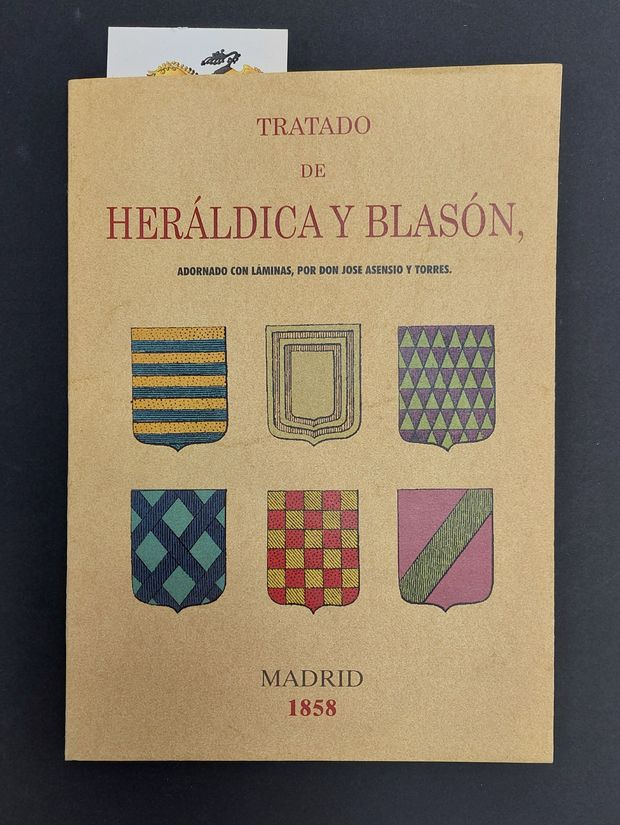 TRATADO
DE
HERÁLDICA Y BLASÓN,
ADORNADO CON LÁMINAS, POR DON JOSE ASENSIO Y TORRES.
MADRID
1858